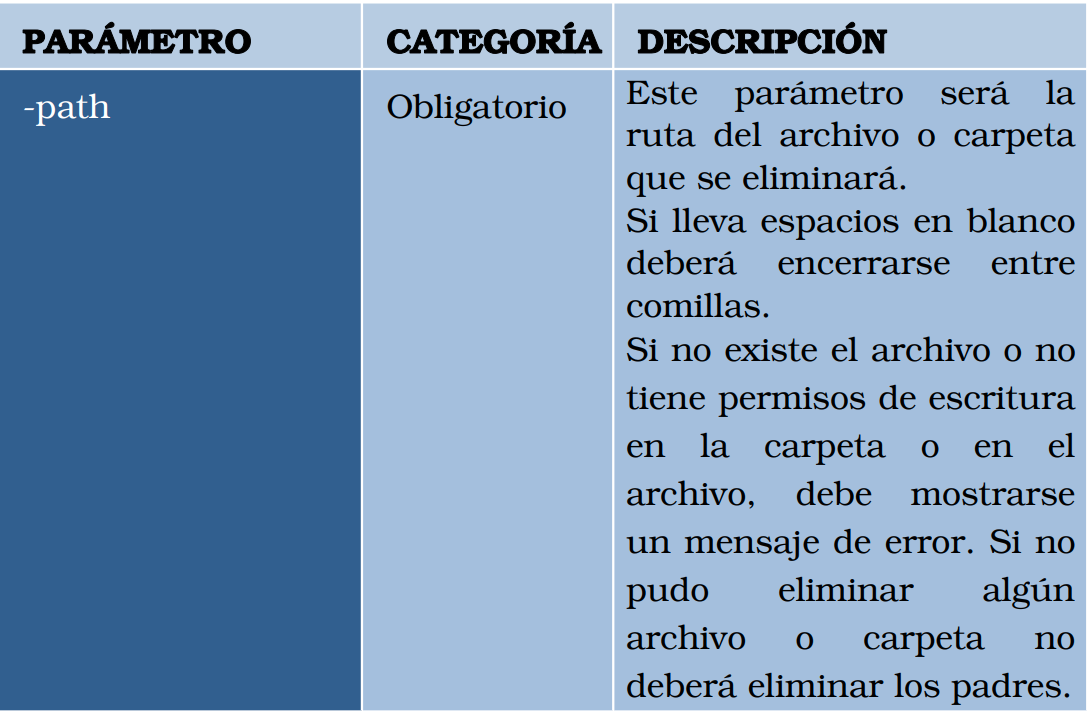 PARÁMETRO CATEGORÍA DESCRIPCIÓN
-path Obligatorio Este parámetro será la
ruta del archivo o carpeta
que se eliminará.
Si lleva espacios en blanco
deberá encerrarse entre
comillas.
Si no existe el archivo o no
tiene permisos de escritura
en la carpeta o en el
archivo, debe mostrarse
un mensaje de error. Si no
pudo eliminar algún
archivo o carpeta no
deberá eliminar los padres.